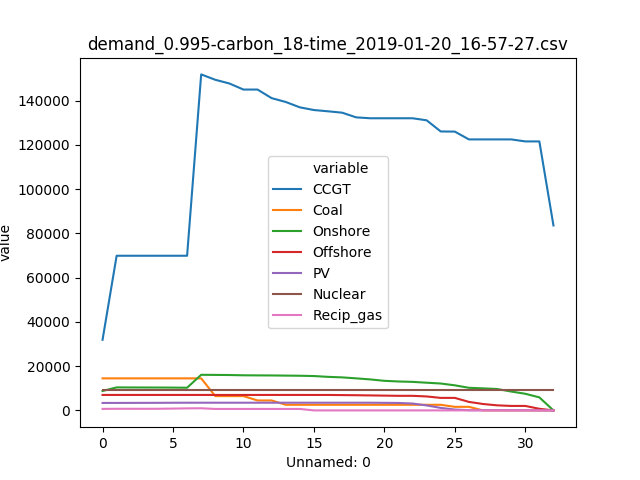 demand_0.995-carbon_18-time_2019-01-20_16-57-27.csv
140000
120000
100000
80000
60000
40000
20000
0
value
variable
CCGT
Coal
Onshore
Offshore
PV
Nuclear
Recip_gas
0 5 10 15 20 25 30
Unnamed: 0